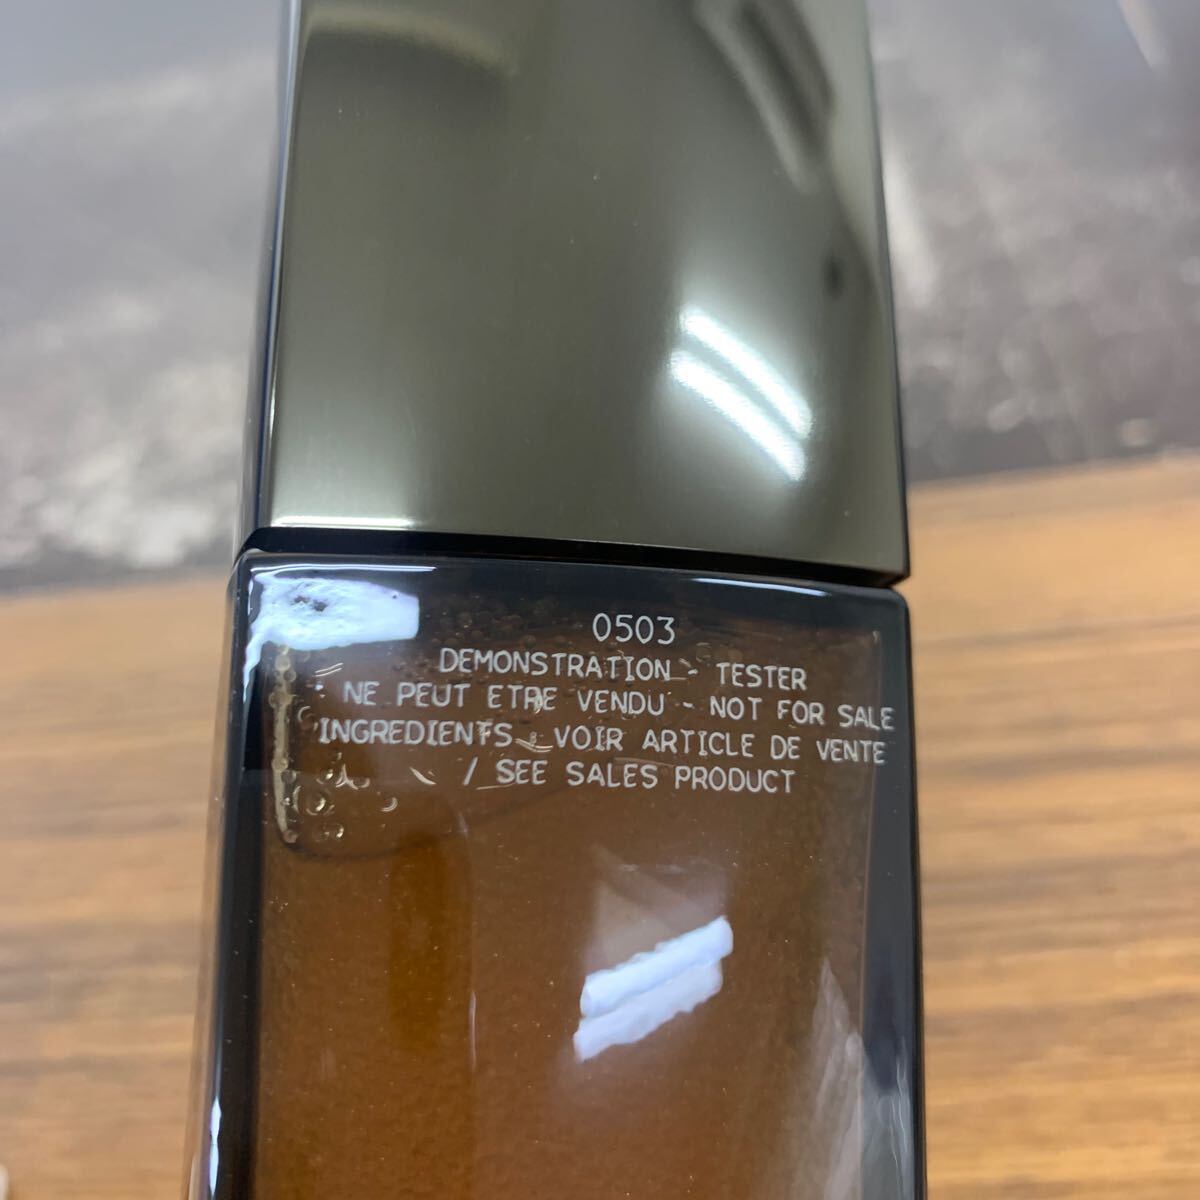 0503
DEMONSTRATION - TESTER
NE PEUT ETRE VENDU - NOT FOR SALE
INGREDIENTS : VOIR ARTICLE DE VENTE
/ SEE SALES PRODUCT